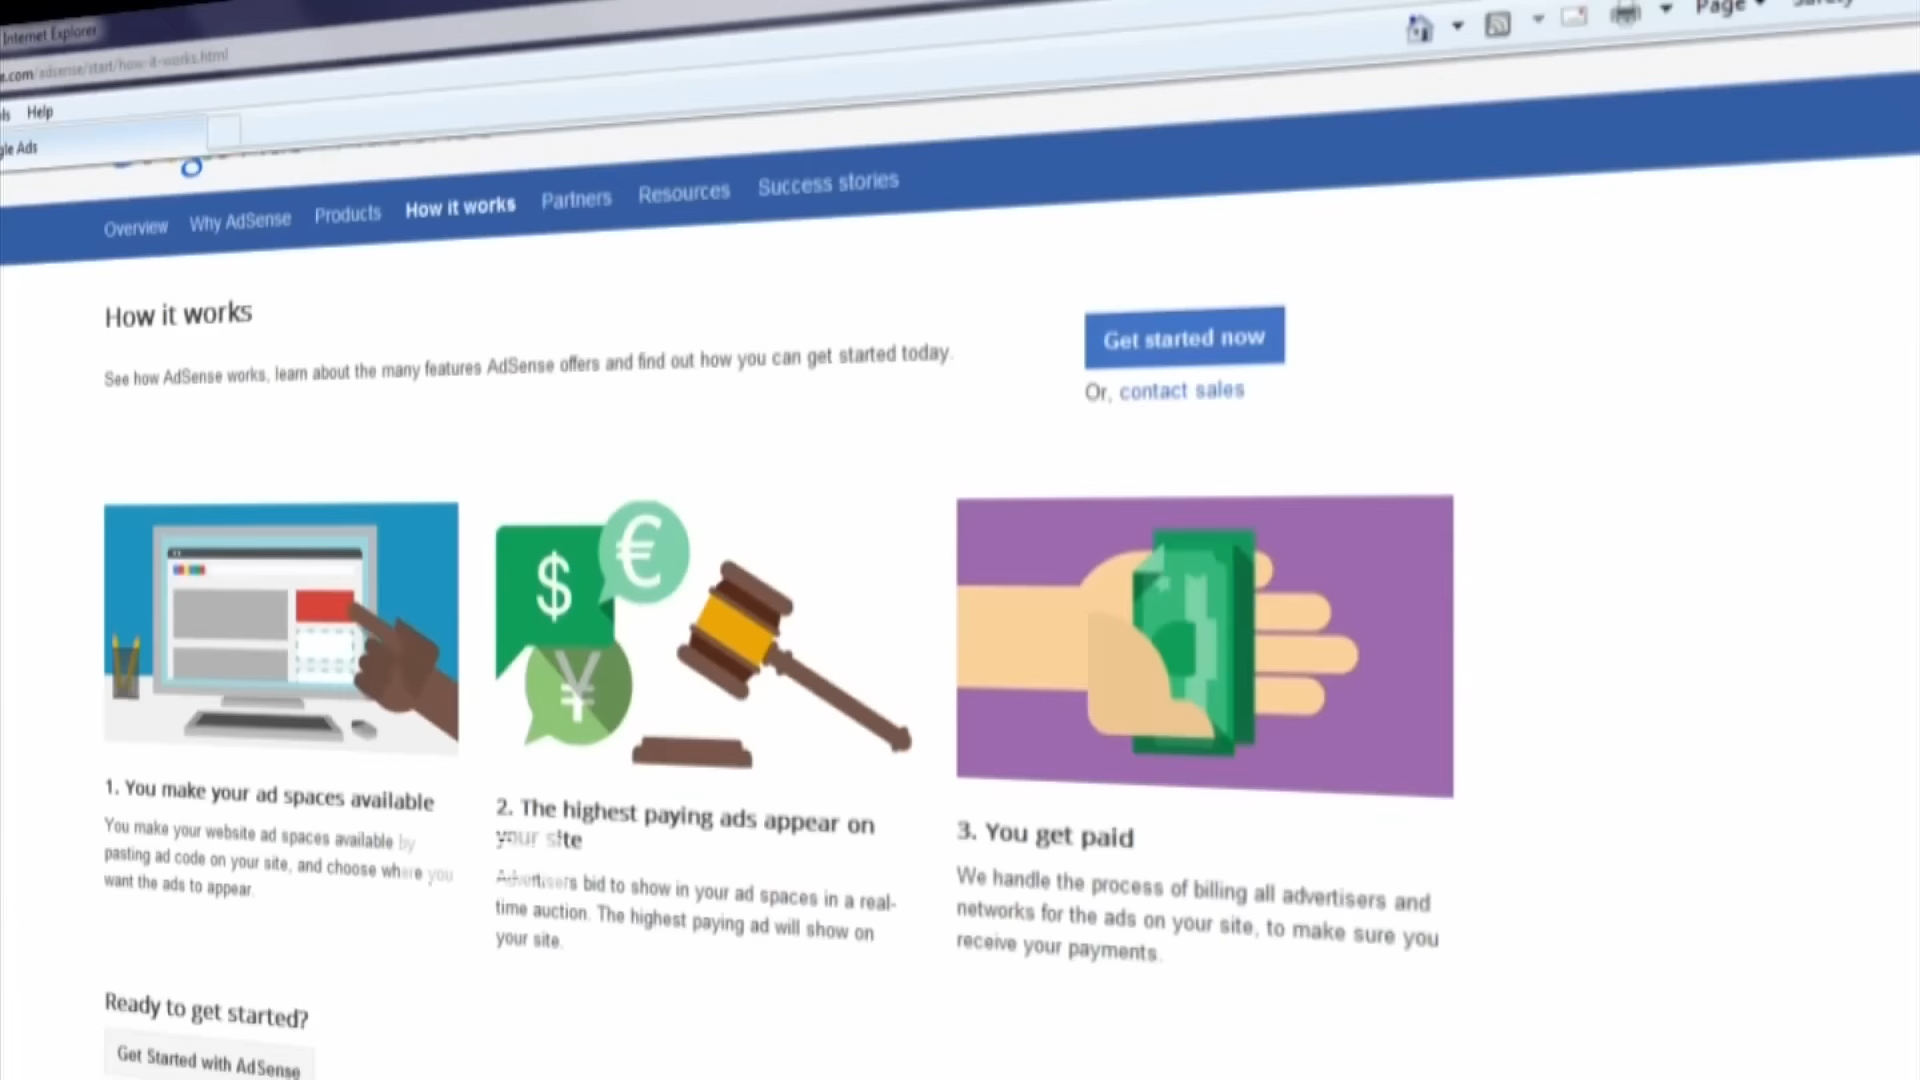 Internet Explorer
e.com/adsense/start/how-it-works.html
Page
ls Help
gle Ads
Overview Why AdSense Products How it works Partners Resources Success stories
How it works
See how AdSense works, learn about the many features AdSense offers and find out how you can get started today.
Get started now
Or, contact sales
$ €
¥
1. You make your ad spaces available
You make your website ad spaces available by
pasting ad code on your site, and choose where you
want the ads to appear.
2. The highest paying ads appear on
your site
Advertisers bid to show in your ad spaces in a real-
time auction. The highest paying ad will show on
your site.
3. You get paid
We handle the process of billing all advertisers and
networks for the ads on your site, to make sure you
receive your payments.
Ready to get started?
Get Started with AdSense